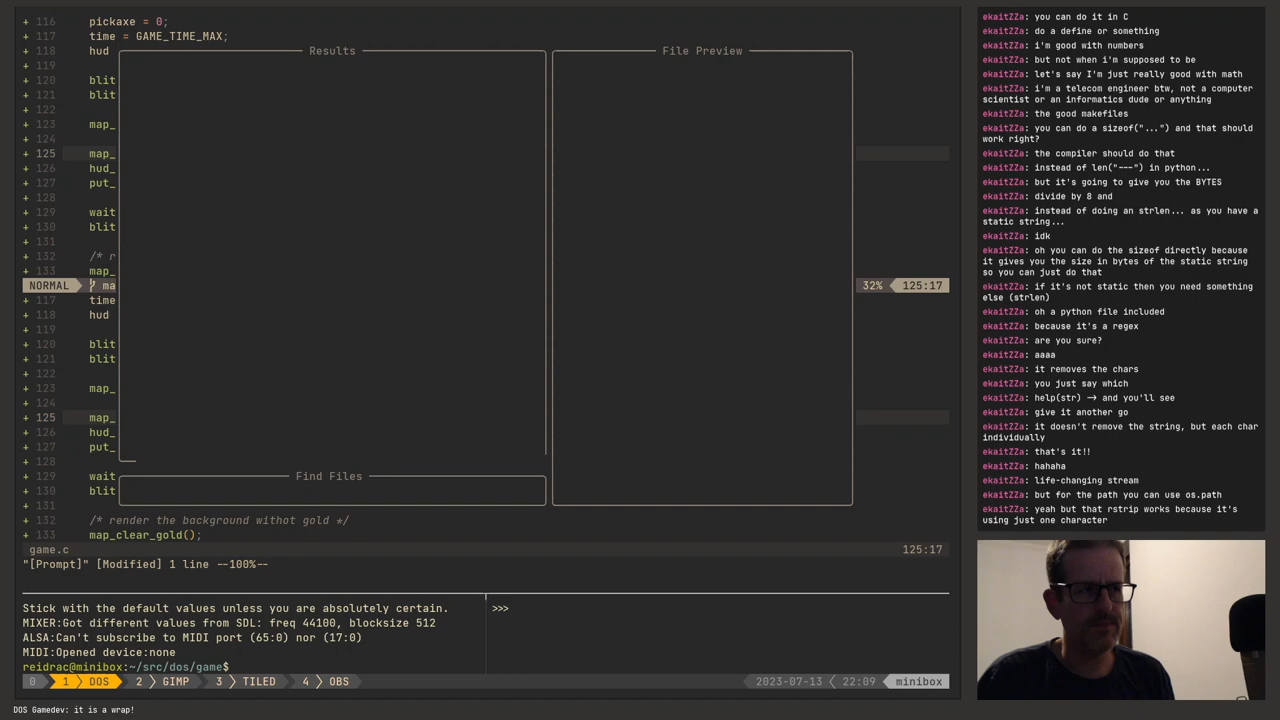 + 116 pickaxe = 0;
+ 117 time = GAME_TIME_MAX;
+ 118 hud
+ 119
+ 120 blit
+ 121 blit
+ 122
+ 123 map_
+ 124
+ 125 map_
+ 126 hud_
+ 127 put_
+ 128
+ 129 wait
+ 130 blit
+ 131
+ 132 /* r
+ 133 map_
NORMAL ma 32% 125:17
+ 117 time
+ 118 hud
+ 119
+ 120 blit
+ 121 blit
+ 122
+ 123 map_
+ 124
+ 125 map_
+ 126 hud_
+ 127 put_
+ 128
+ 129 wait
+ 130 blit
+ 131
+ 132 /* render the background withot gold */
+ 133 map_clear_gold();
Results
File Preview
Find Files
game.c 125:17
"[Prompt]" [Modified] 1 line --100%--
Stick with the default values unless you are absolutely certain.
MIXER:Got different values from SDL: freq 44100, blocksize 512
ALSA:Can't subscribe to MIDI port (65:0) nor (17:0)
MIDI:Opened device:none
reidrac@minibox:~/src/dos/game$
>>>
0 1 DOS 2 GIMP 3 TILED 4 OBS 2023-07-13 22:09 minibox
DOS Gamedev: it is a wrap!
ekaitZZa: you can do it in C
ekaitZZa: do a define or something
ekaitZZa: i'm good with numbers
ekaitZZa: but not when i'm supposed to be
ekaitZZa: let's say I'm just really good with math
ekaitZZa: i'm a telecom engineer btw, not a computer
scientist or an informatics dude or anything
ekaitZZa: the good makefiles
ekaitZZa: you can do a sizeof("...") and that should
work right?
ekaitZZa: the compiler should do that
ekaitZZa: instead of len("---") in python...
ekaitZZa: but it's going to give you the BYTES
ekaitZZa: divide by 8 and
ekaitZZa: instead of doing an strlen... as you have a
static string...
ekaitZZa: idk
ekaitZZa: oh you can do the sizeof directly because
it gives you the size in bytes of the static string
so you can just do that
ekaitZZa: if it's not static then you need something
else (strlen)
ekaitZZa: oh a python file included
ekaitZZa: because it's a regex
ekaitZZa: are you sure?
ekaitZZa: aaaa
ekaitZZa: it removes the chars
ekaitZZa: you just say which
ekaitZZa: help(str) -> and you'll see
ekaitZZa: give it another go
ekaitZZa: it doesn't remove the string, but each char
individually
ekaitZZa: that's it!!
ekaitZZa: hahaha
ekaitZZa: life-changing stream
ekaitZZa: but for the path you can use os.path
ekaitZZa: yeah but that rstrip works because it's
using just one character